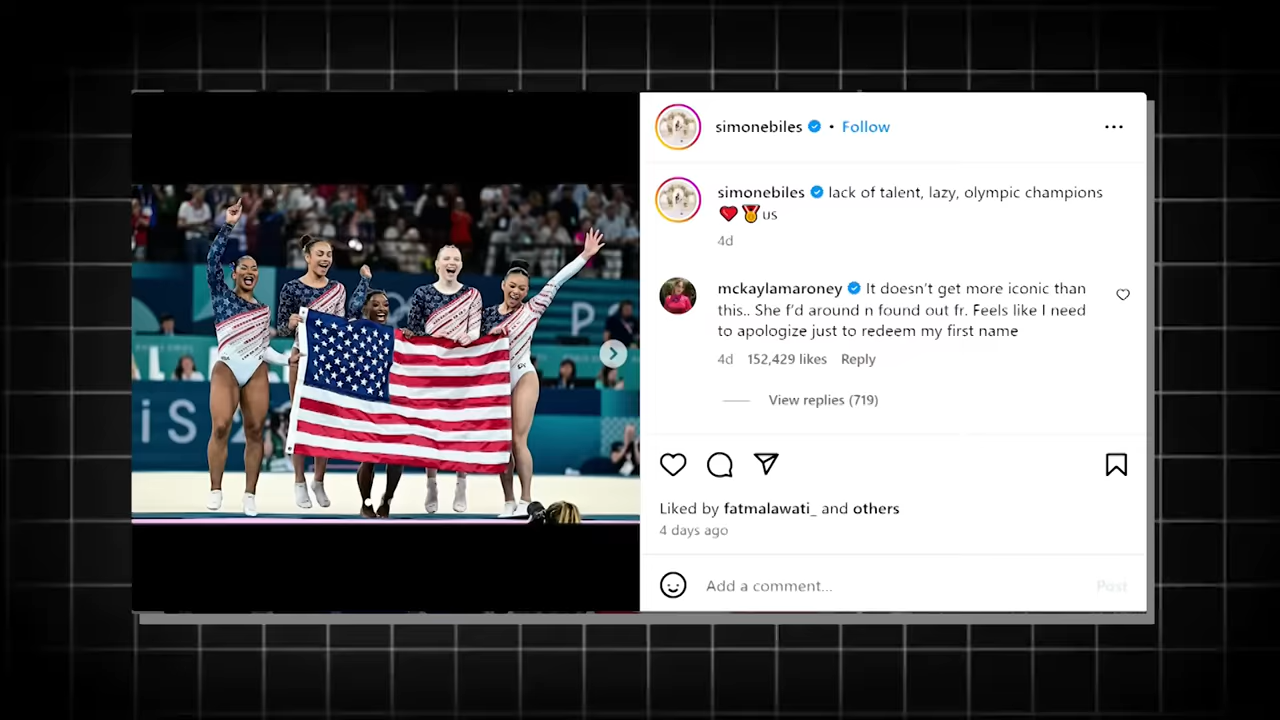 simonebiles • Follow
simonebiles lack of talent, lazy, olympic champions
❤️🏅us
4d
mckaylamaroney It doesn't get more iconic than
this.. She f'd around n found out fr. Feels like I need
to apologize just to redeem my first name
4d 152,429 likes Reply
View replies (719)
iS 2
Liked by fatmalawati_ and others
4 days ago
Add a comment... Post